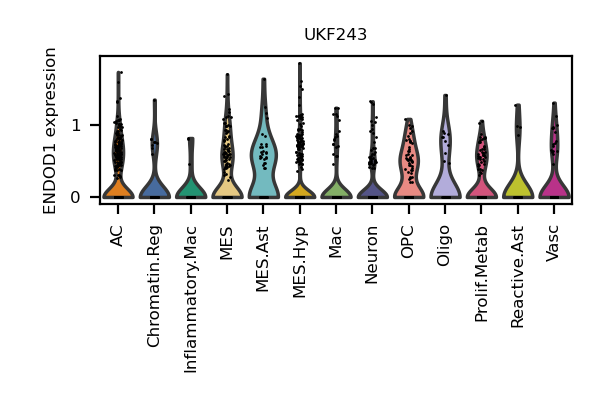 UKF243
ENDOD1 expression
1
0
AC
Chromatin.Reg
Inflammatory.Mac
MES
MES.Ast
MES.Hyp
Mac
Neuron
OPC
Oligo
Prolif.Metab
Reactive.Ast
Vasc